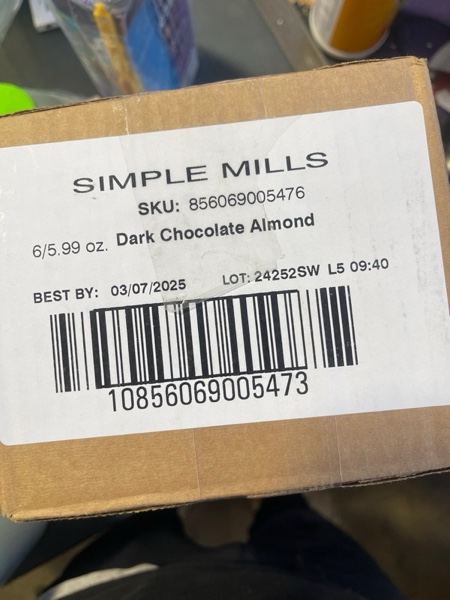 SIMPLE MILLS
SKU: 856069005476
6/5.99 oz. Dark Chocolate Almond
BEST BY: 03/07/2025 LOT: 24252SW L5 09:40
10856069005473